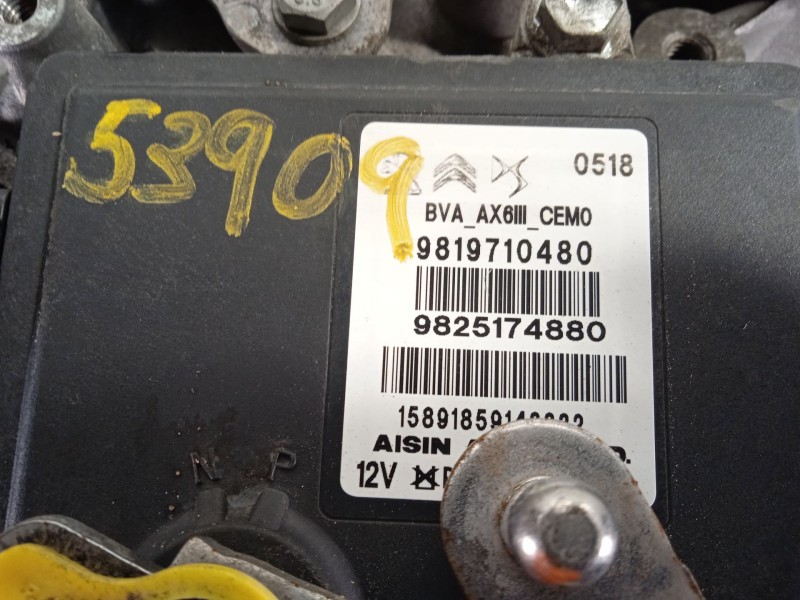 53909
0518
BVA_AX6III_CEMO
9819710480
9825174880
AISIN
12V
N P